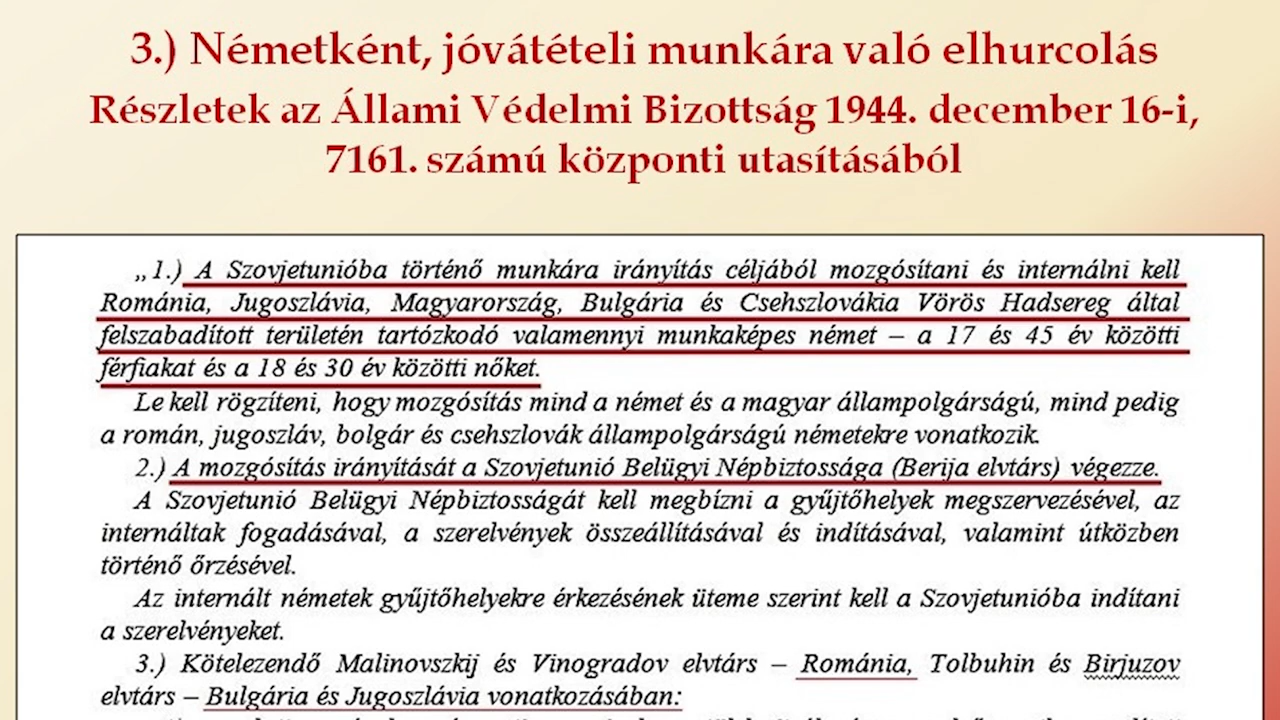 3.) Németként, jóvátételi munkára való elhurcolás
Részletek az Állami Védelmi Bizottság 1944. december 16-i,
7161. számú központi utasításából
„1.) A Szovjetunióba történő munkára irányítás céljából mozgósítani és internálni kell
Románia, Jugoszlávia, Magyarország, Bulgária és Csehszlovákia Vörös Hadsereg által
felszabadított területén tartózkodó valamennyi munkaképes német – a 17 és 45 év közötti
férfiakat és a 18 és 30 év közötti nőket.
Le kell rögzíteni, hogy mozgósítás mind a német és a magyar állampolgárságú, mind pedig
a román, jugoszláv, bolgár és csehszlovák állampolgárságú németekre vonatkozik.
2.) A mozgósítás irányítását a Szovjetunió Belügyi Népbiztossága (Berija elvtárs) végezze.
A Szovjetunió Belügyi Népbiztosságát kell megbízni a gyűjtőhelyek megszervezésével, az
internáltak fogadásával, a szerelvények összeállításával és indításával, valamint útközben
történő őrzésével.
Az internált németek gyűjtőhelyekre érkezésének üteme szerint kell a Szovjetunióba indítani
a szerelvényeket.
3.) Kötelezendő Malinovszkij és Vinogradov elvtárs – Románia, Tolbuhin és Birjuzov
elvtárs – Bulgária és Jugoszlávia vonatkozásában: